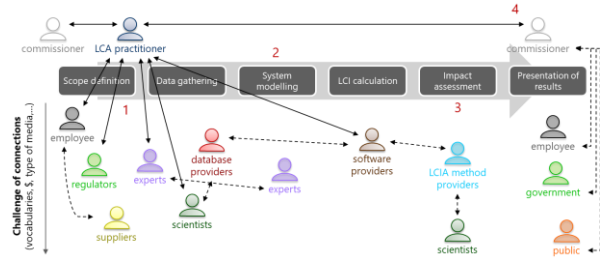 4
commissioner
LCA practitioner
commissioner
2
Scope definition
Data gathering
System
modelling
LCI calculation
Impact
assessment
Presentation of
results
1
3
Challenge of connections
(vocabularies, $, type of media,...)
employee
regulators
experts
database
providers
experts
software
providers
LCIA method
providers
employee
government
suppliers
scientists
scientists
public